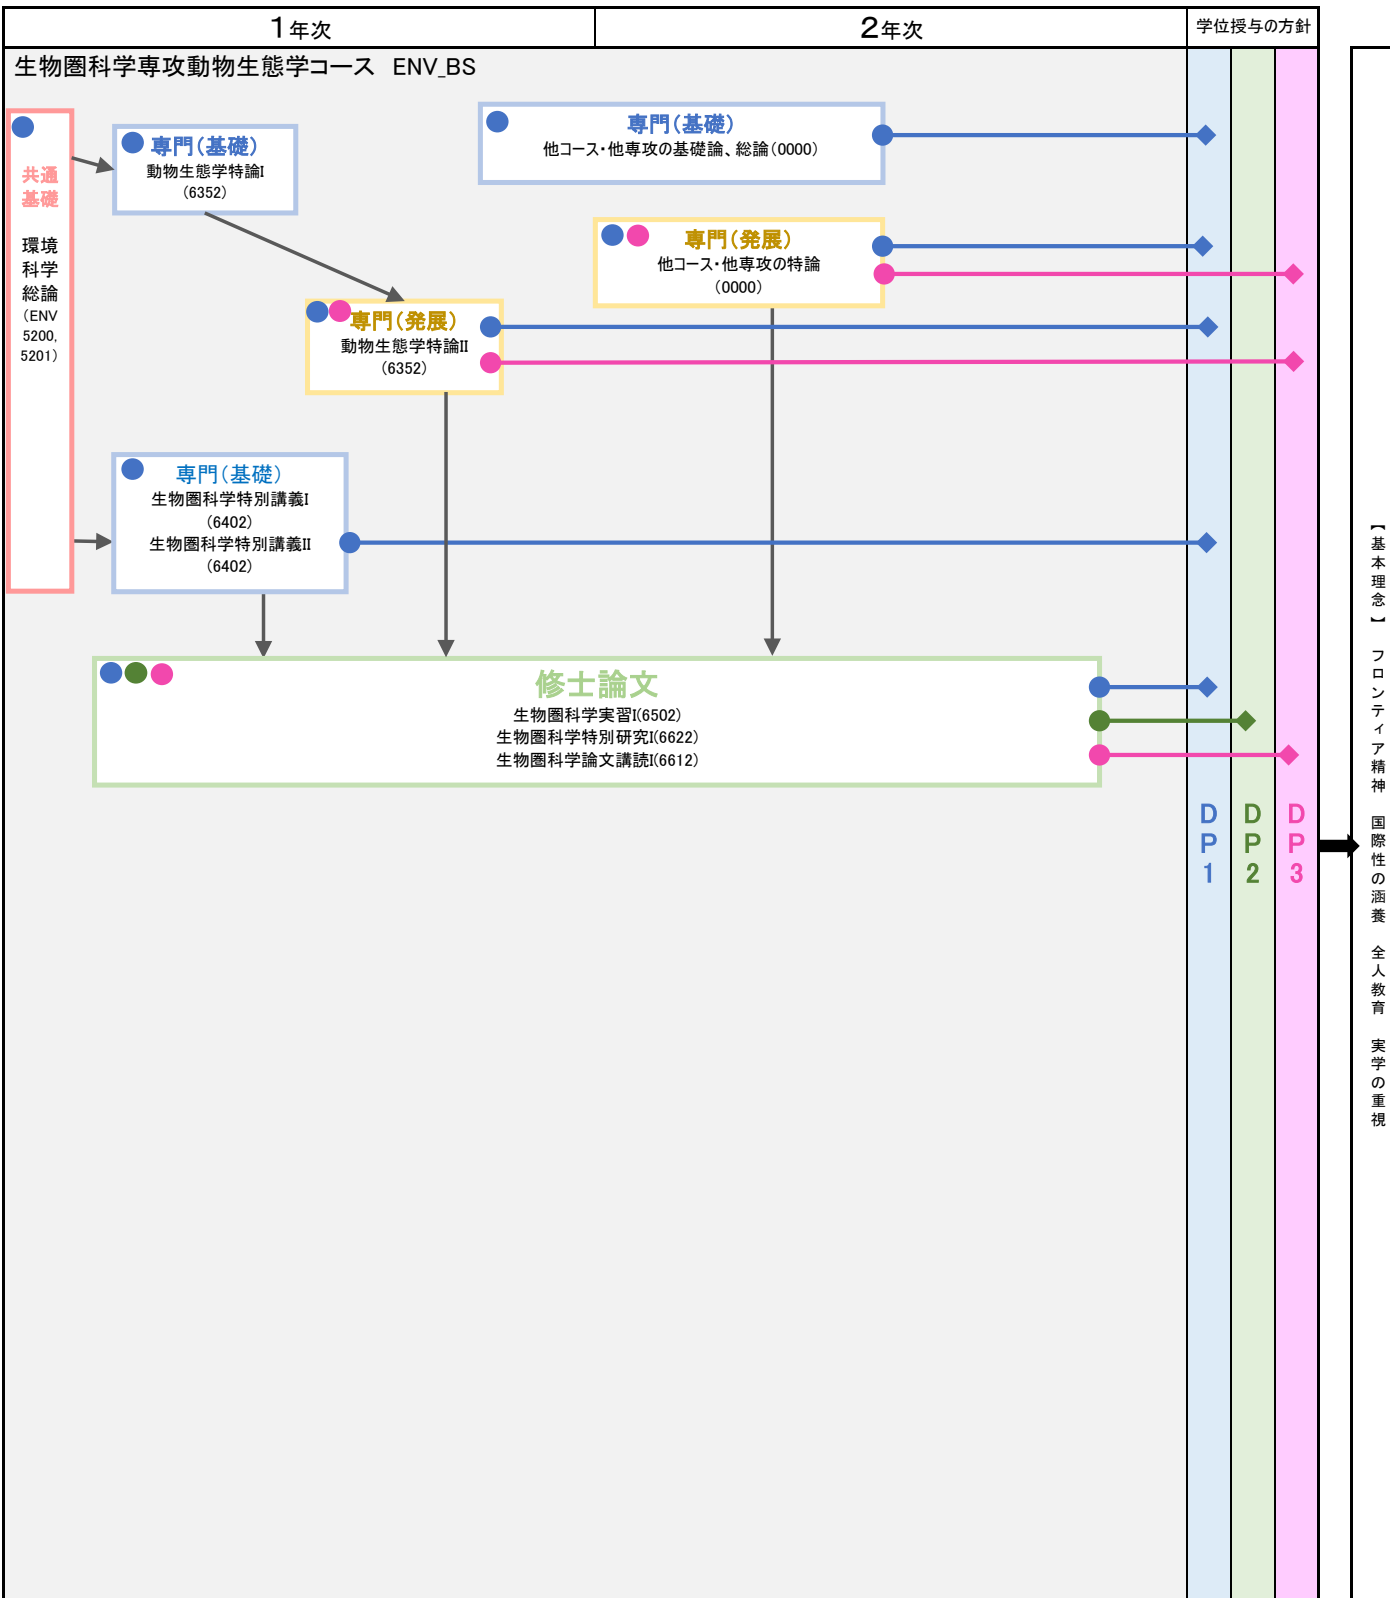 1年次
2年次
学位授与の方針
生物圏科学専攻動物生態学コース ENV_BS
共通
基礎
環境
科学
総論
(ENV
5200,
5201)
専門(基礎)
動物生態学特論I
(6352)
専門(基礎)
他コース・他専攻の基礎論、総論(0000)
専門(発展)
他コース・他専攻の特論
(0000)
専門(発展)
動物生態学特論II
(6352)
専門(基礎)
生物圏科学特別講義I
(6402)
生物圏科学特別講義II
(6402)
修士論文
生物圏科学実習I(6502)
生物圏科学特別研究I(6622)
生物圏科学論文講読I(6612)
DP1
DP2
DP3
【基本理念】 フロンティア精神 国際性の涵養 全人教育 実学の重視